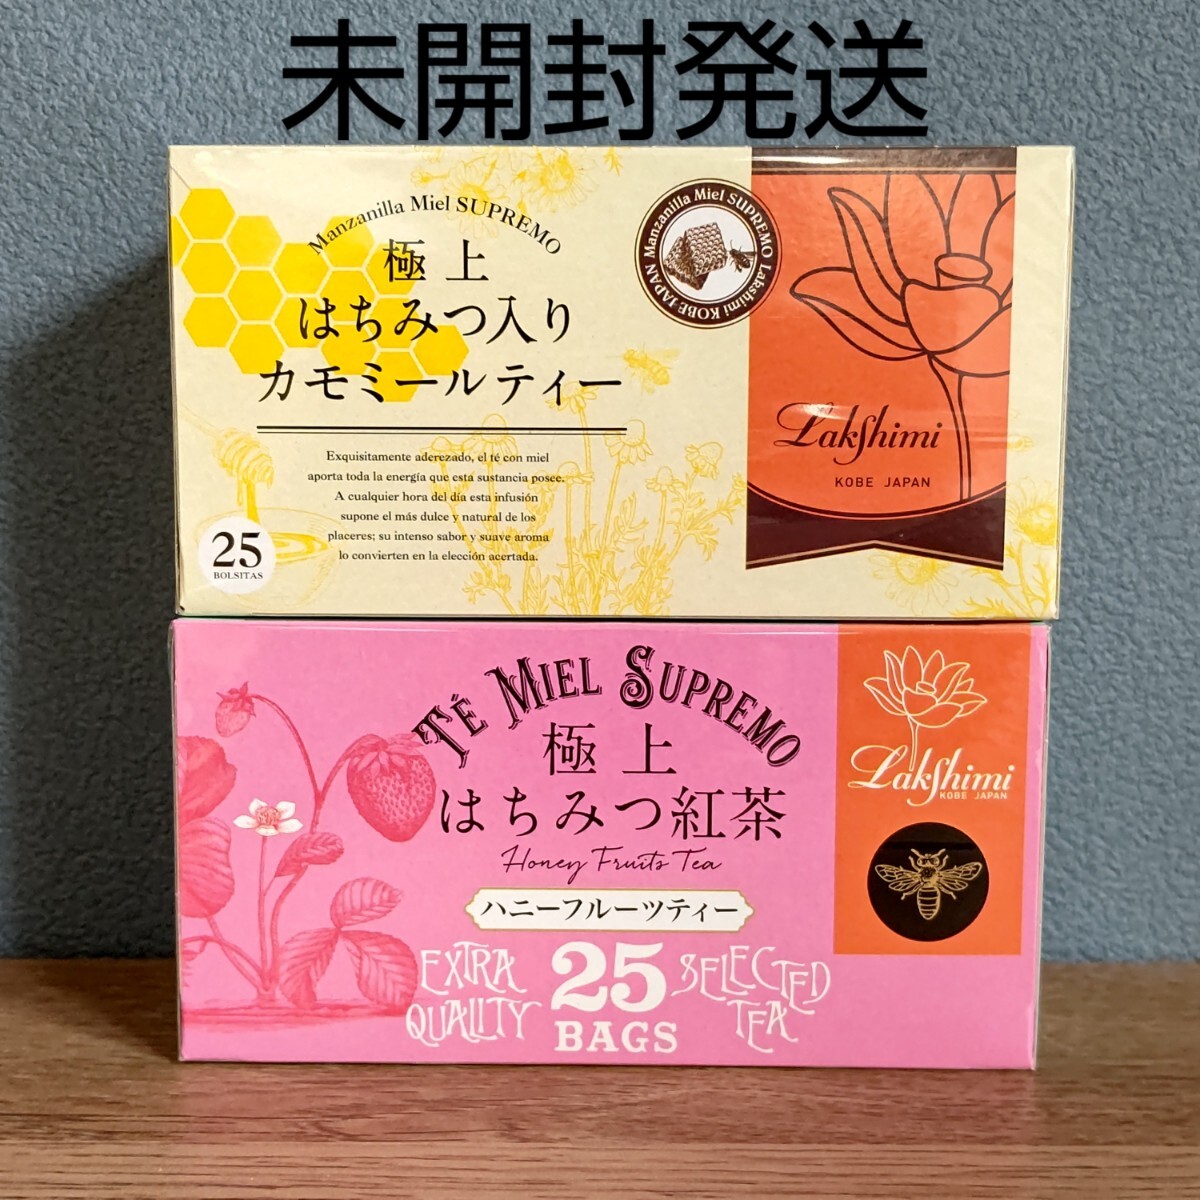 未開封発送
Manzanilla Miel SUPREMO
極上
はちみつ入り
カモミールティー
Exquisitamente aderezado, el té con miel
aporta toda la energía que esta sustancia posee.
A cualquier hora del día esta infusión
supone el más dulce y natural de los
placeres; su intenso sabor y suave aroma
lo convierten en la elección acertada.
25
BOLSITAS
Manzanilla Miel SUPREMO Lakshimi KOBE JAPAN
Lakshimi
KOBE JAPAN
TÉ MIEL SUPREMO
極上
はちみつ紅茶
Honey Fruits Tea
ハニーフルーツティー
EXTRA
QUALITY
25
BAGS
SELECTED
TEA
Lakshimi
KOBE JAPAN